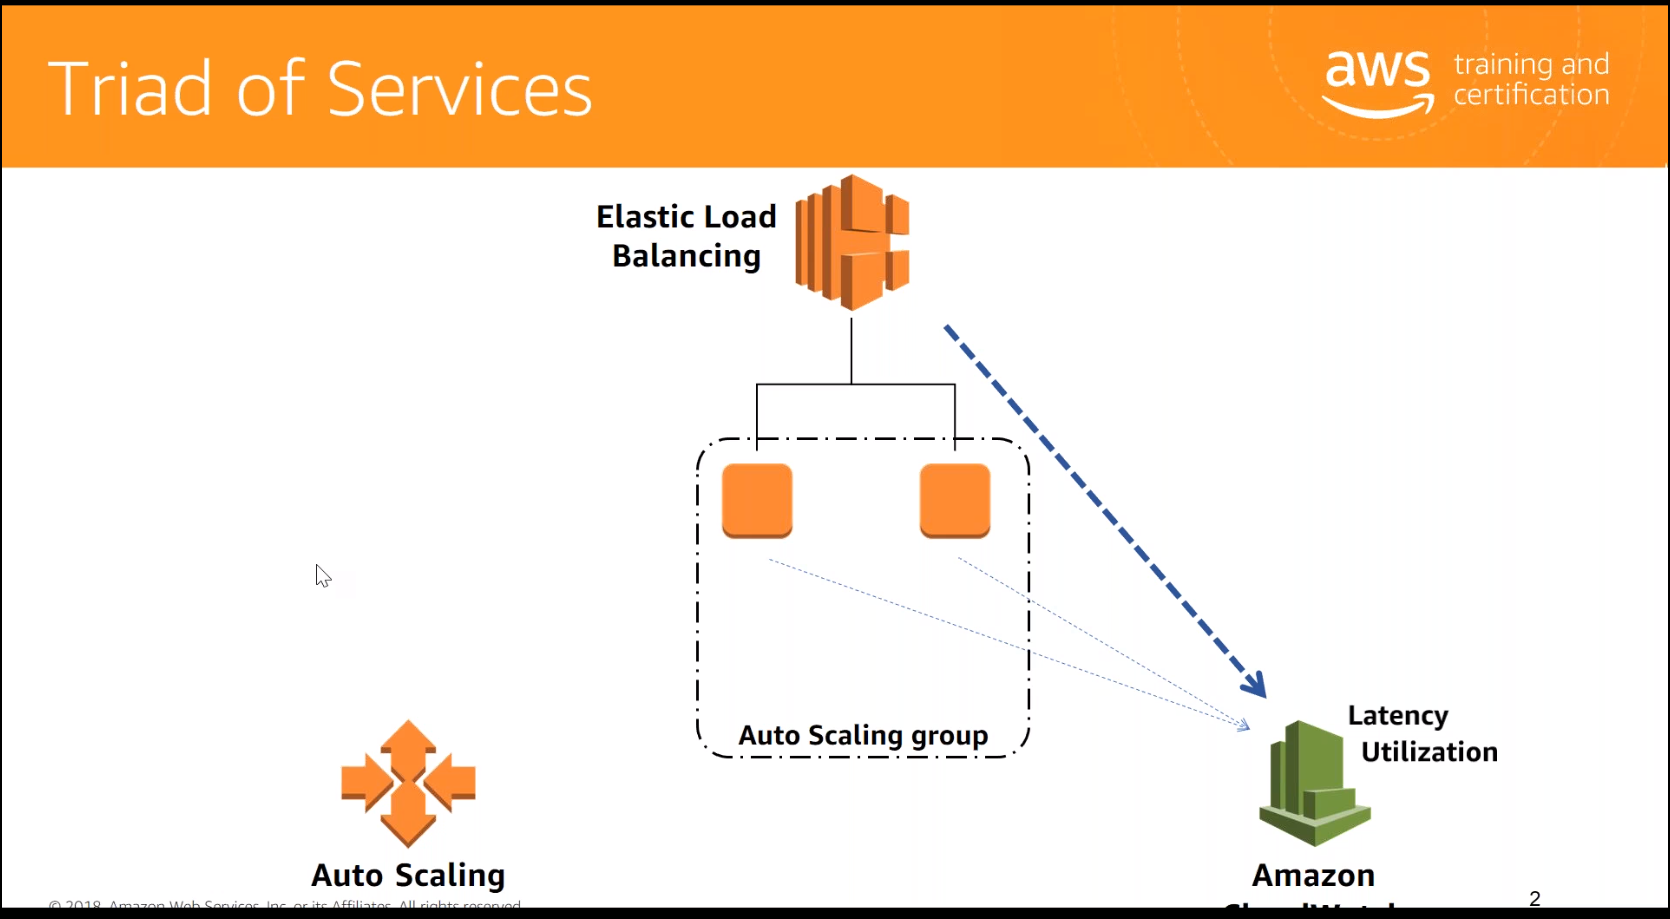 Triad of Services
aws training and
certification
Elastic Load
Balancing
Auto Scaling group
Latency
Utilization
Auto Scaling
Amazon
CloudWatch
© 2018, Amazon Web Services, Inc. or its Affiliates. All rights reserved.
2